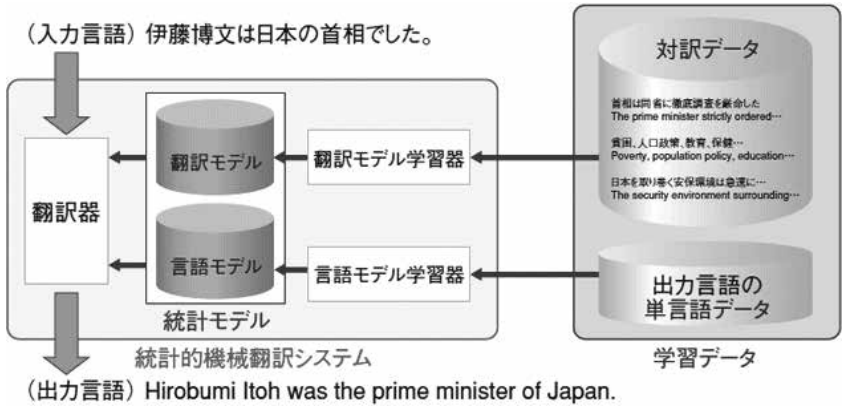 (入力言語) 伊藤博文は日本の首相でした。
対訳データ
首相は同省に徹底調査を厳命した
The prime minister strictly ordered…
貧困、人口政策、教育、保健…
Poverty, population policy, education…
日本を取り巻く安保環境は急速に…
The security environment surrounding…
翻訳器
翻訳モデル
翻訳モデル学習器
言語モデル
言語モデル学習器
出力言語の
単言語データ
統計モデル
統計的機械翻訳システム
学習データ
(出力言語) Hirobumi Itoh was the prime minister of Japan.